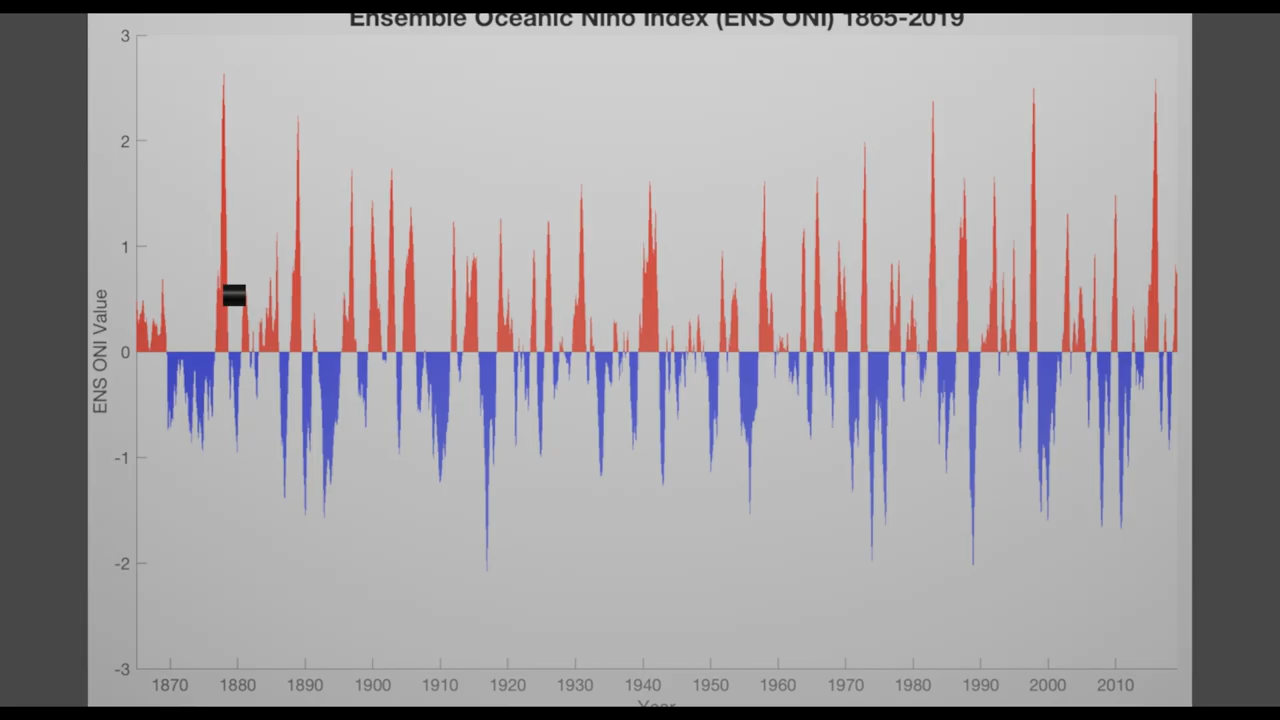 Ensemble Oceanic Nino Index (ENS ONI) 1865-2019
3
2
1
0
-1
-2
-3
ENS ONI Value
1870 1880 1890 1900 1910 1920 1930 1940 1950 1960 1970 1980 1990 2000 2010
Year